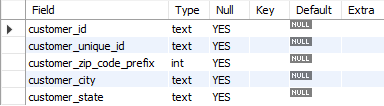 Field Type Null Key Default Extra
customer_id text YES NULL
customer_unique_id text YES NULL
customer_zip_code_prefix int YES NULL
customer_city text YES NULL
customer_state text YES NULL